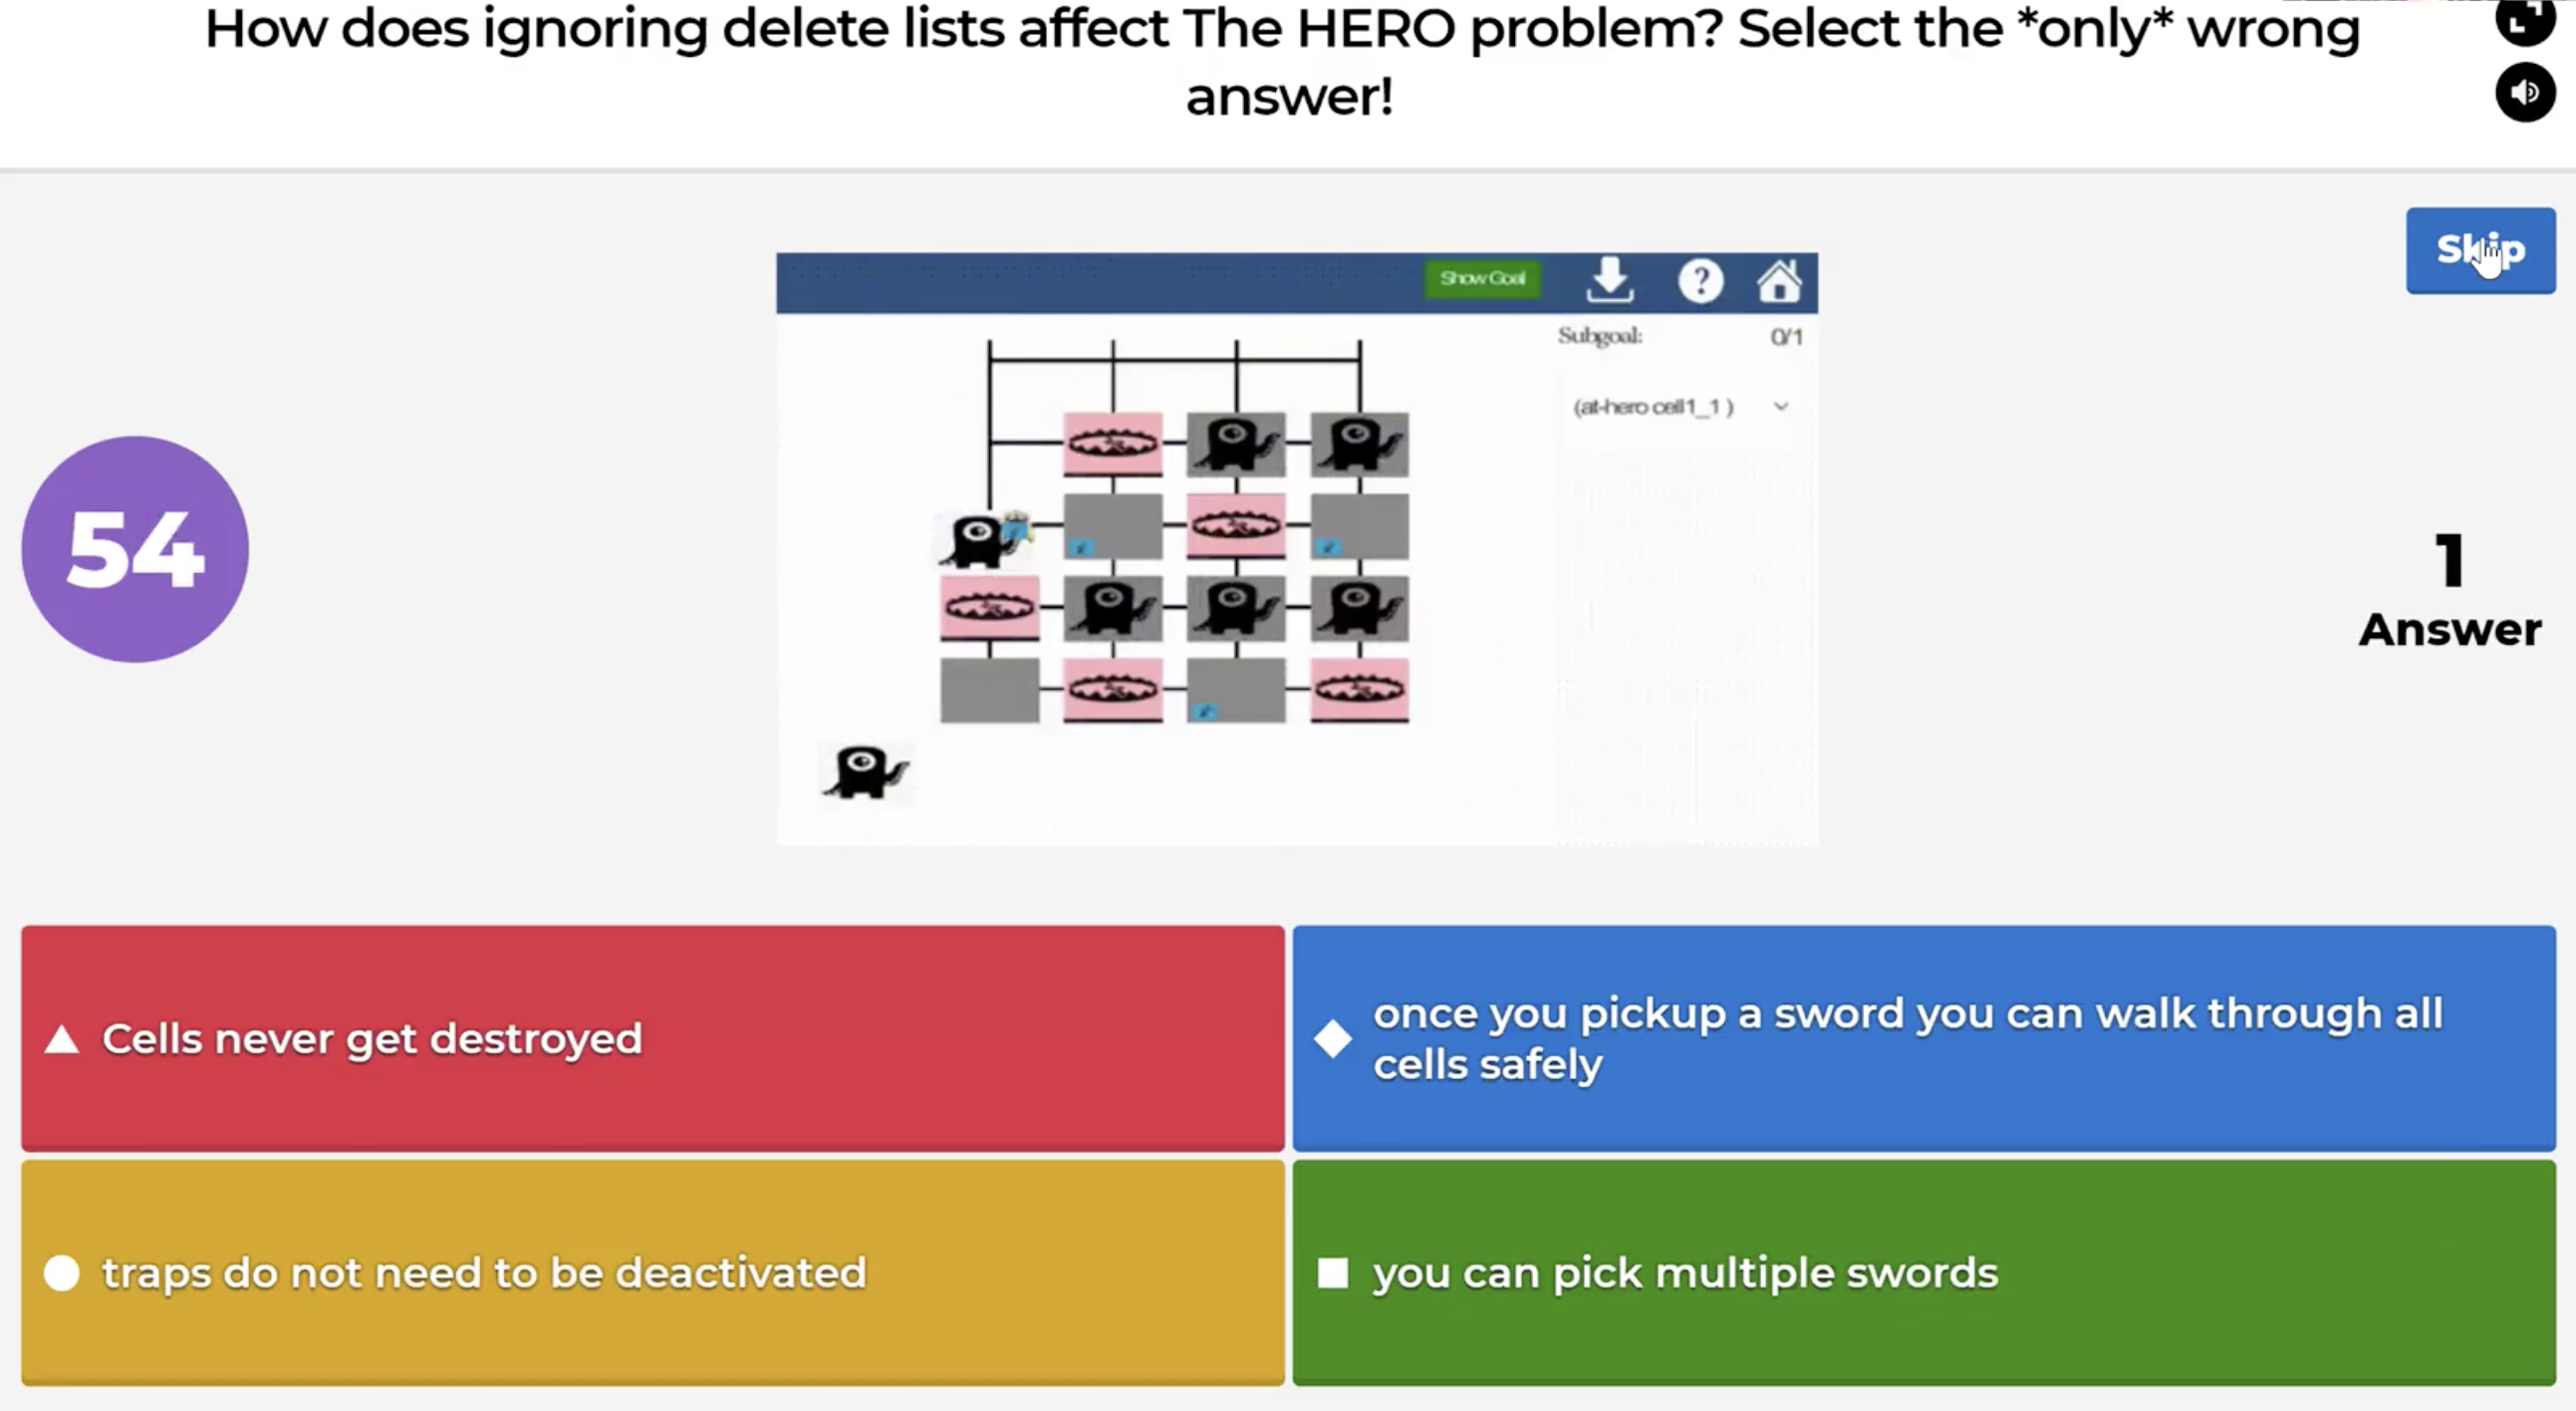 How does ignoring delete lists affect The HERO problem? Select the *only* wrong
answer!
Skip
Show Goal
?
Subgoal: 0/1
(at-hero cell1_1 )
54
1
Answer
Cells never get destroyed
once you pickup a sword you can walk through all
cells safely
traps do not need to be deactivated
you can pick multiple swords